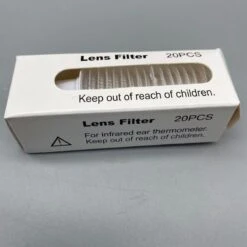 Lens Filter 20PCS
Keep out of reach of children.
Lens Filter 20PCS
For infrared ear thermometer.
Keep out of reach of children.